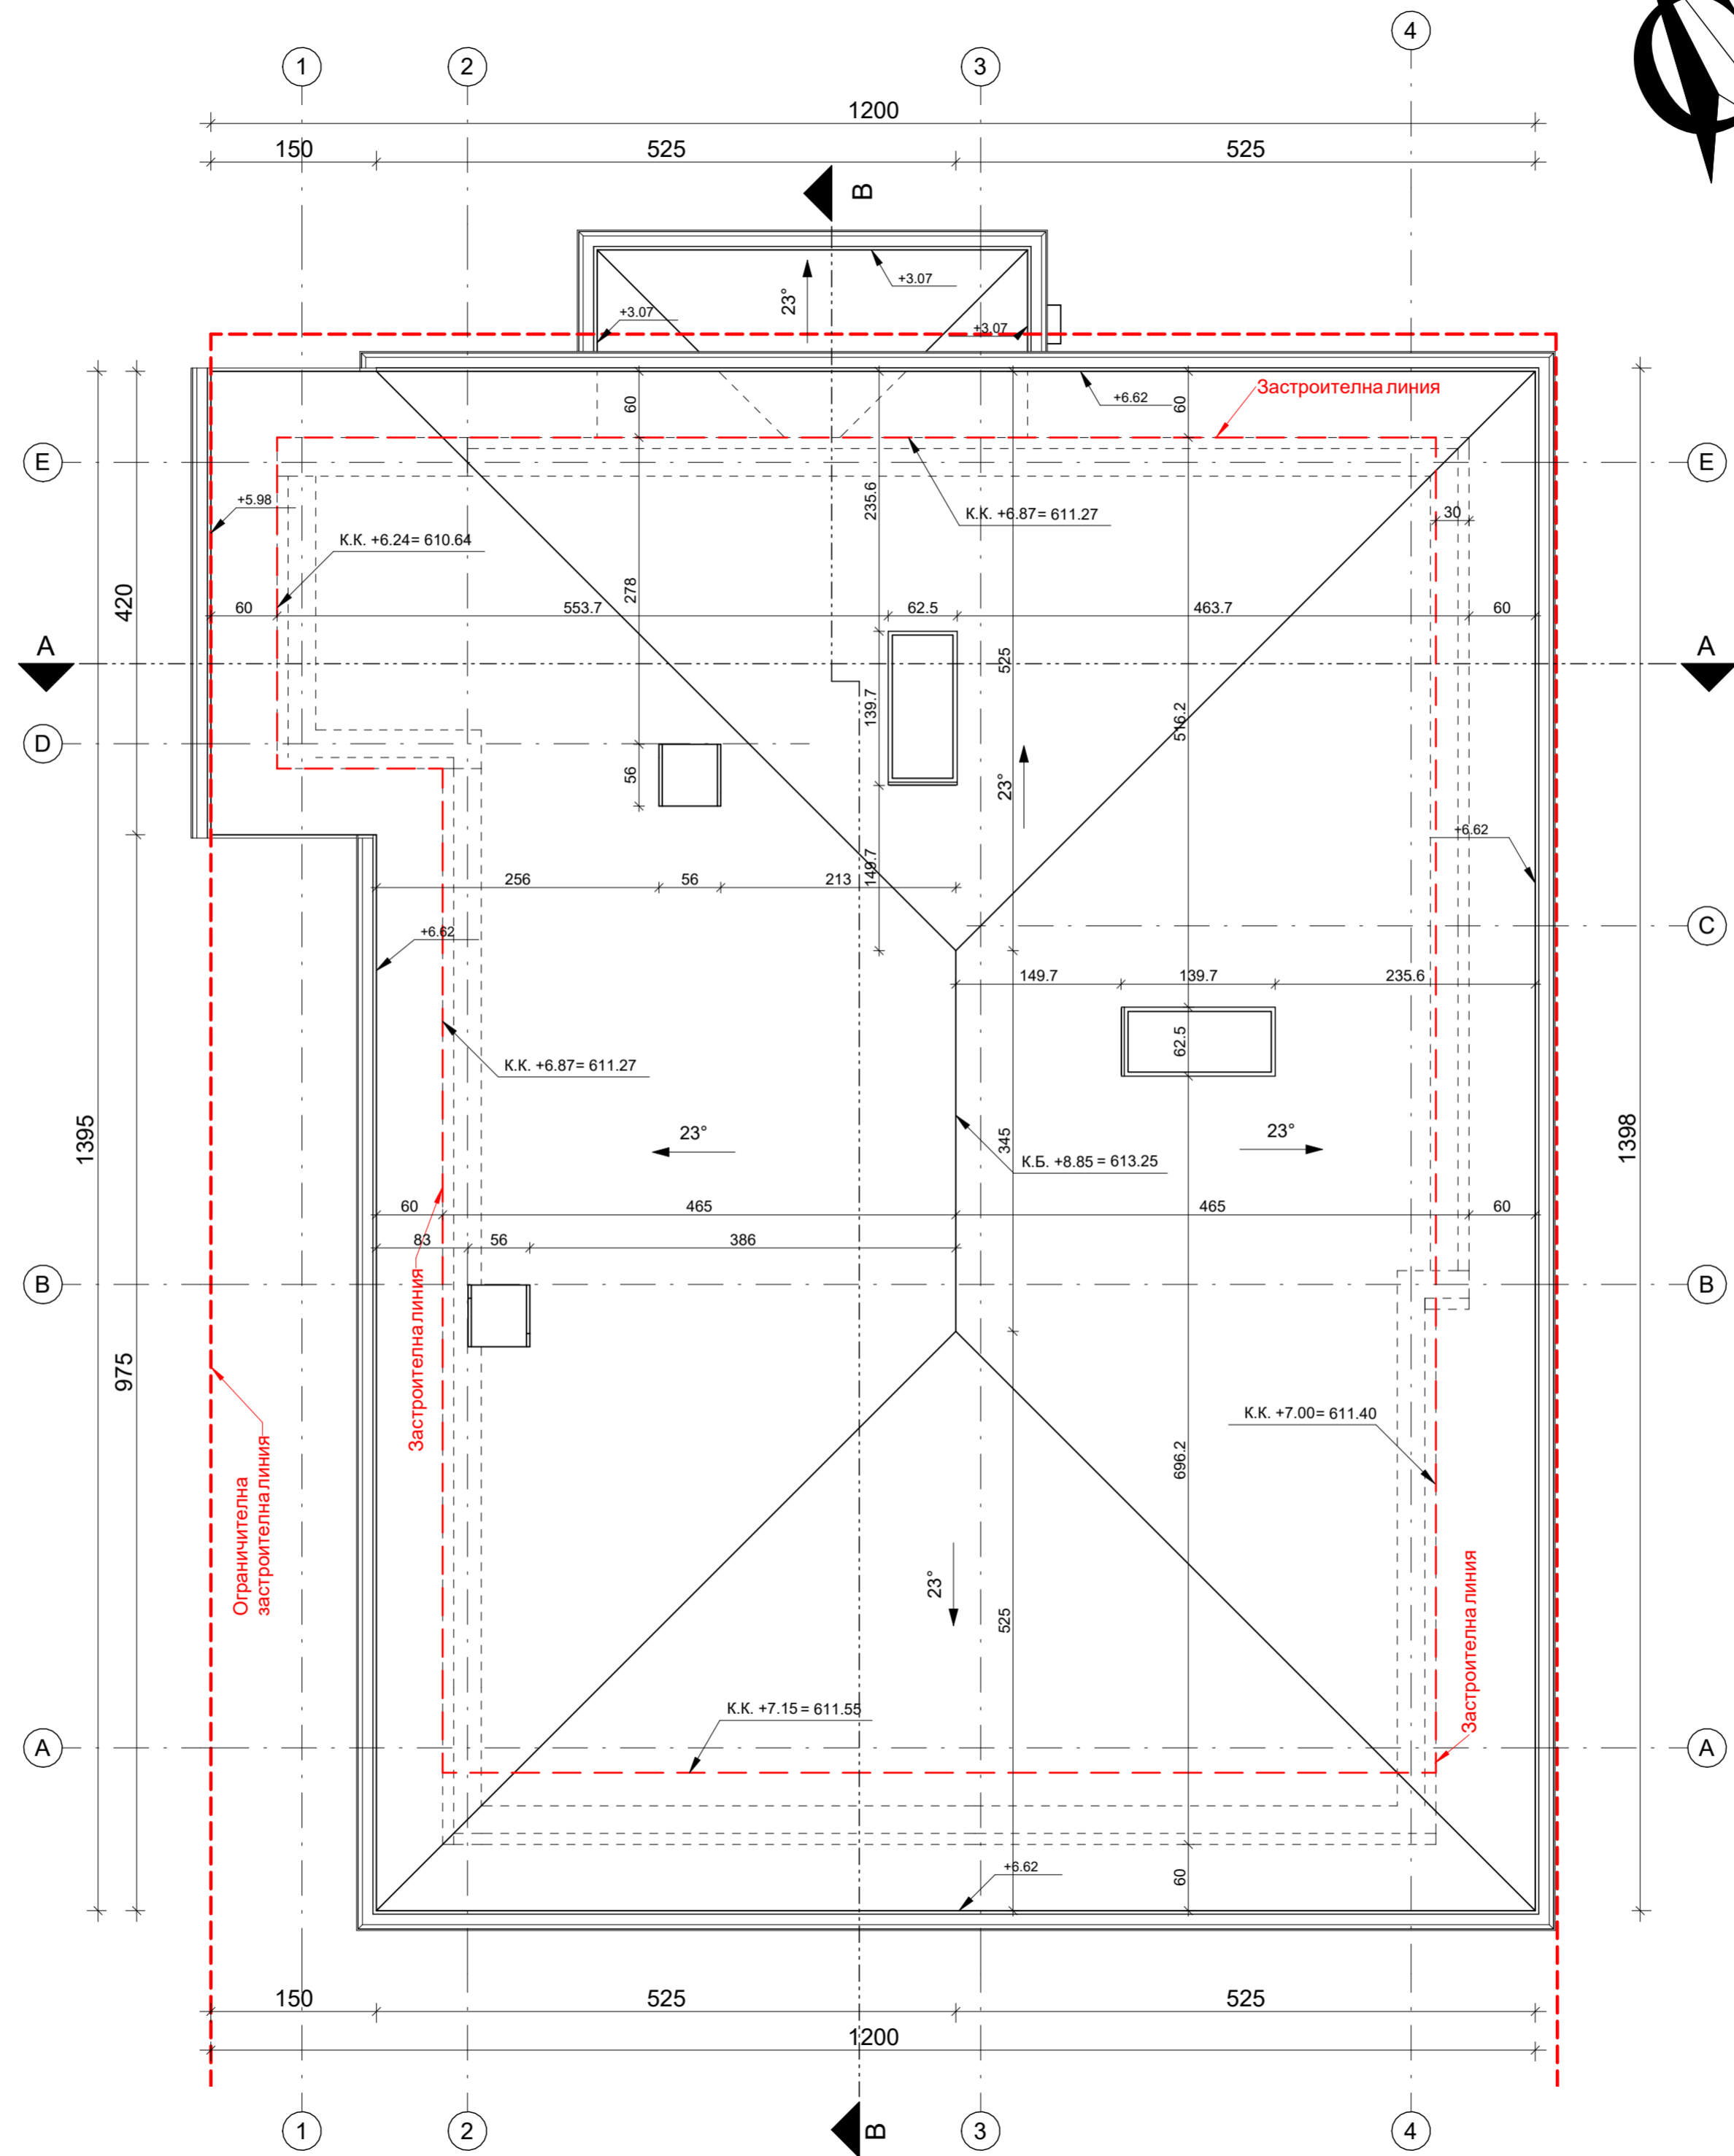 4
1
2
3
1200
150
525
525
B
+3.07
23°
+3.07
+3.07
Застроителна линия
+6.62
60
60
E
E
+5.98
235.6
30
К.К. +6.87= 611.27
К.К. +6.24= 610.64
278
420
60
553.7
62.5
463.7
60
A
A
525
139.7
516.2
D
56
23°
+6.62
149.7
256
56
213
C
+6.62
149.7
139.7
235.6
62.5
К.К. +6.87= 611.27
1395
1398
23°
345
23°
К.Б. +8.85 = 613.25
60
465
465
60
83
56
386
B
B
Застроителна линия
975
К.К. +7.00= 611.40
696.2
Ограничителна
застроителна линия
23°
525
Застроителна линия
К.К. +7.15 = 611.55
A
A
+6.62
60
150
525
525
1200
1
2
B
3
4